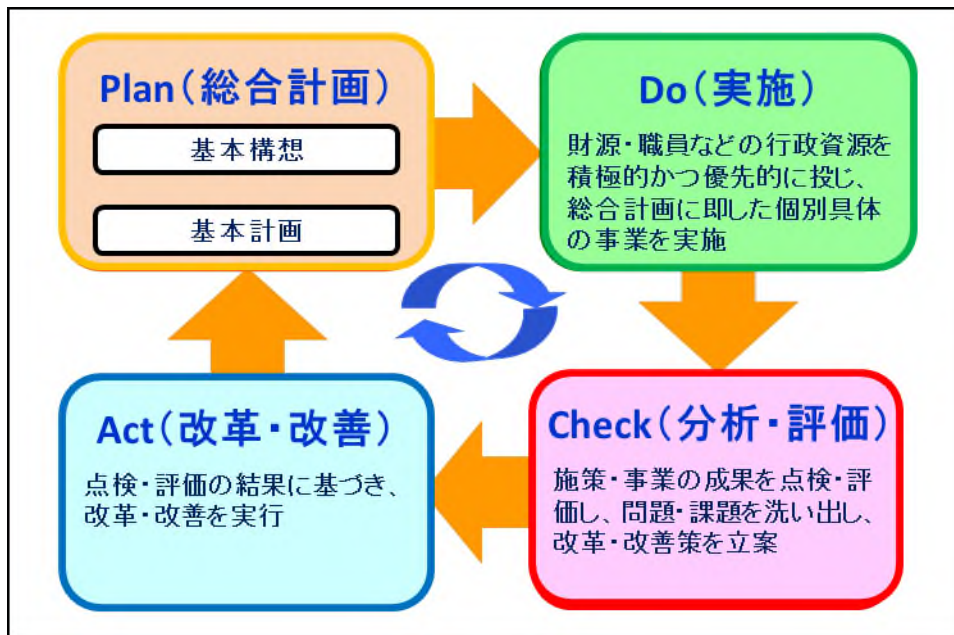 Plan(総合計画)
基本構想
基本計画
Do(実施)
財源・職員などの行政資源を
積極的かつ優先的に投じ、
総合計画に即した個別具体
の事業を実施
Check(分析・評価)
施策・事業の成果を点検・評
価し、問題・課題を洗い出し、
改革・改善策を立案
Act(改革・改善)
点検・評価の結果に基づき、
改革・改善を実行